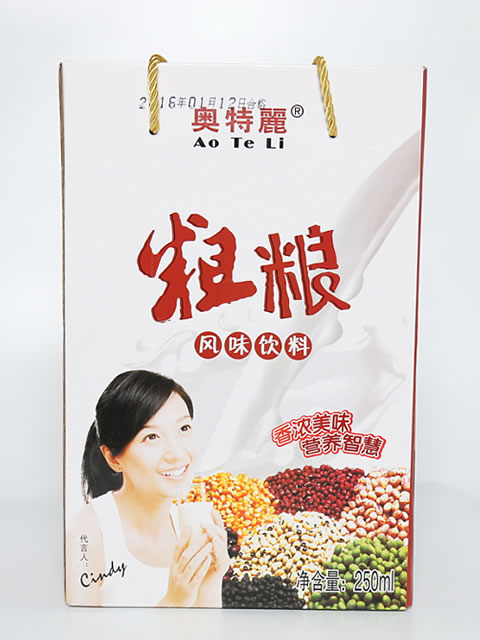 2016年01月12日合格
奥特麗®
Ao Te Li
粗粮
风味饮料
香浓美味
营养智慧
代言人：
Cindy
净含量：250ml